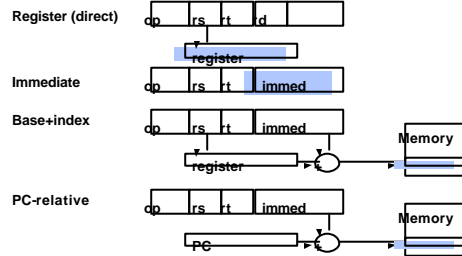 Register (direct) op rs rt rd
register
Immediate op rs rt immed
Base+index
op rs rt immed
Memory
register +
PC-relative op rs rt immed
Memory
PC +